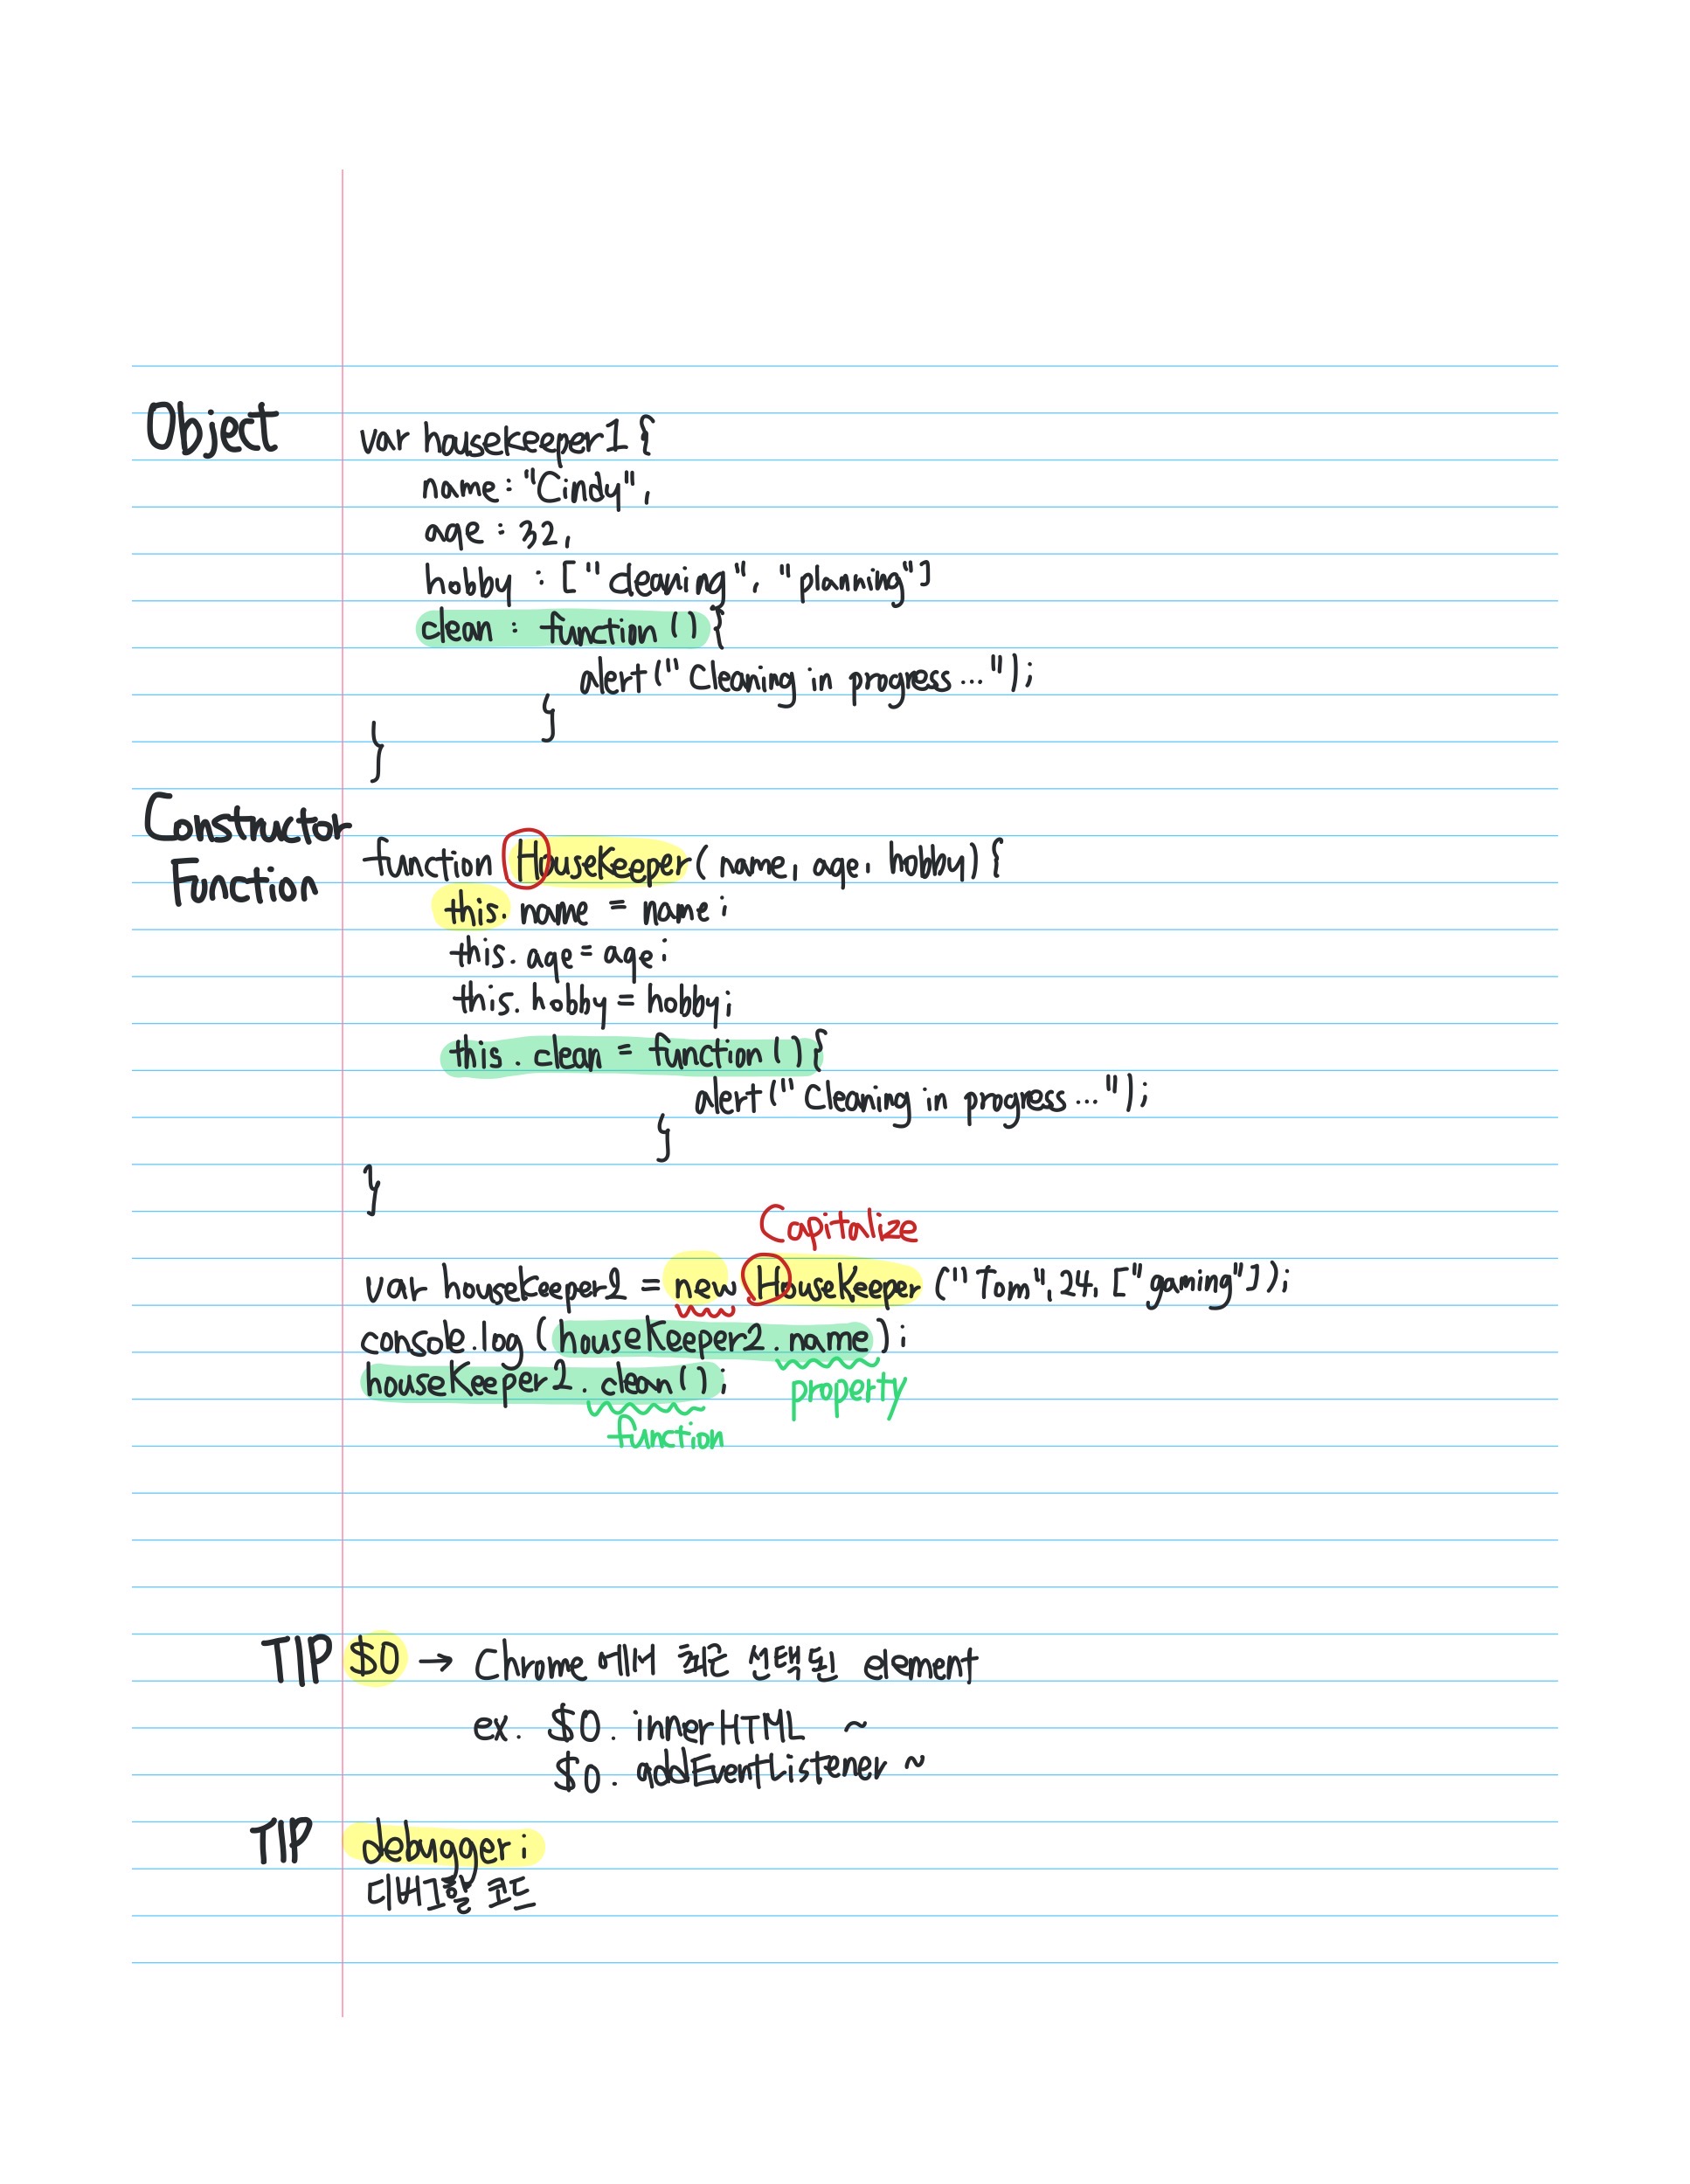 Object
var housekeeper1 {
name : "Cindy",
age : 32,
hobby : ["cleaning", "planning"]
clean : function () {
alert(" Cleaning in progress ... ");
}
}
Constructor
Function
function HouseKeeper( name, age, hobby) {
this. name = name ;
this. age = age ;
this. hobby = hobby;
this . clean = function () {
alert(" Cleaning in progress ... ");
}
}
Capitalize
var houseKeeper2 = new HouseKeeper ("Tom", 24, ["gaming"]);
console.log (houseKeeper2.name) ;
property
houseKeeper2. clean() ;
function
TIP $0 → Chrome 에서 최근 선택된 element
ex. $0. innerHTML ~
$0. addEventListener ~
TIP debugger ;
디버그할 코드